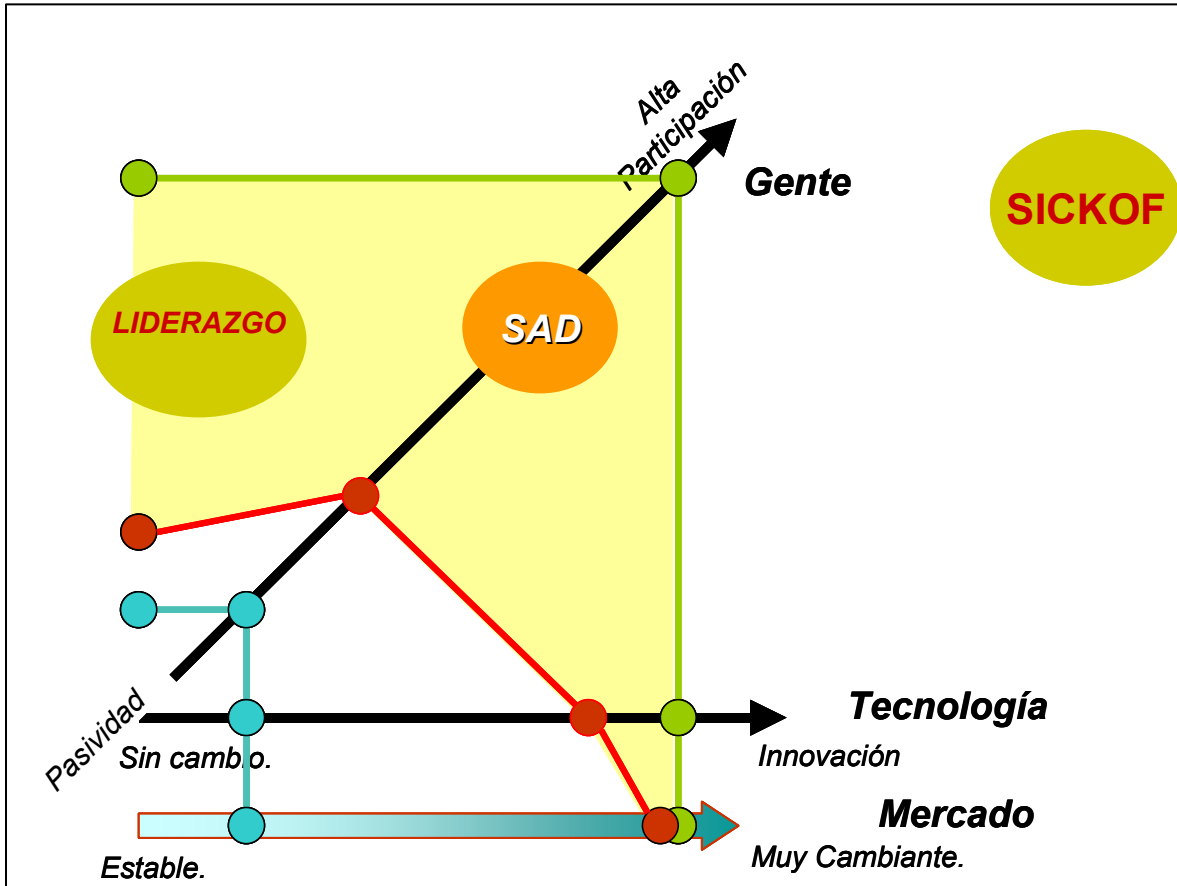 Alta
Participación
Gente
SICKOF
LIDERAZGO
SAD
Pasividad
Tecnología
Sin cambio.
Innovación
Mercado
Estable.
Muy Cambiante.